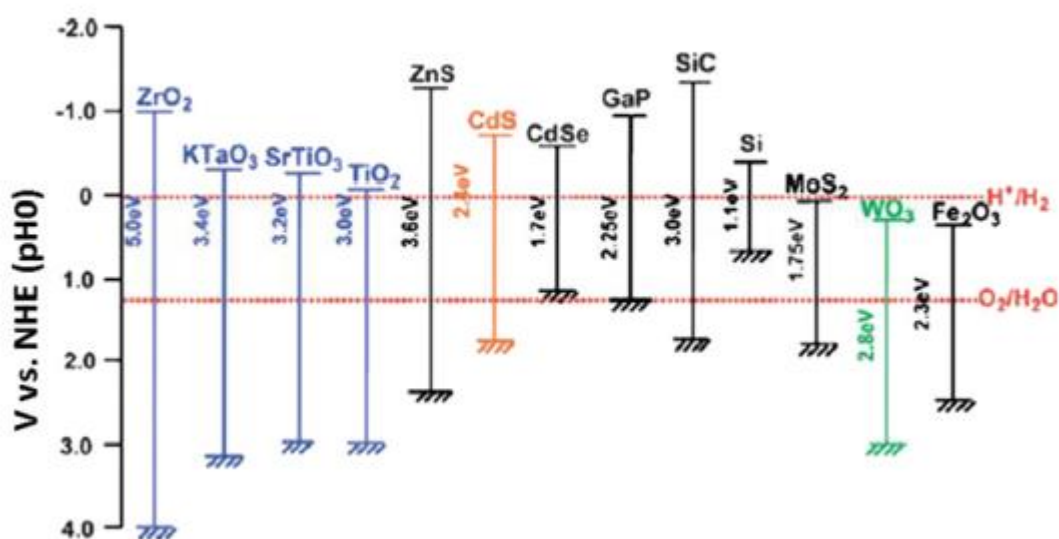 -2.0
-1.0
0
1.0
2.0
3.0
4.0
V vs. NHE (pH0)
ZrO₂
5.0eV
KTaO₃
3.4eV
SrTiO₃
3.2eV
TiO₂
3.0eV
ZnS
3.6eV
CdS
2.4eV
CdSe
1.7eV
GaP
2.25eV
SiC
3.0eV
Si
1.1eV
MoS₂
1.75eV
WO₃
2.8eV
Fe₂O₃
2.3eV
H⁺/H₂
O₂/H₂O